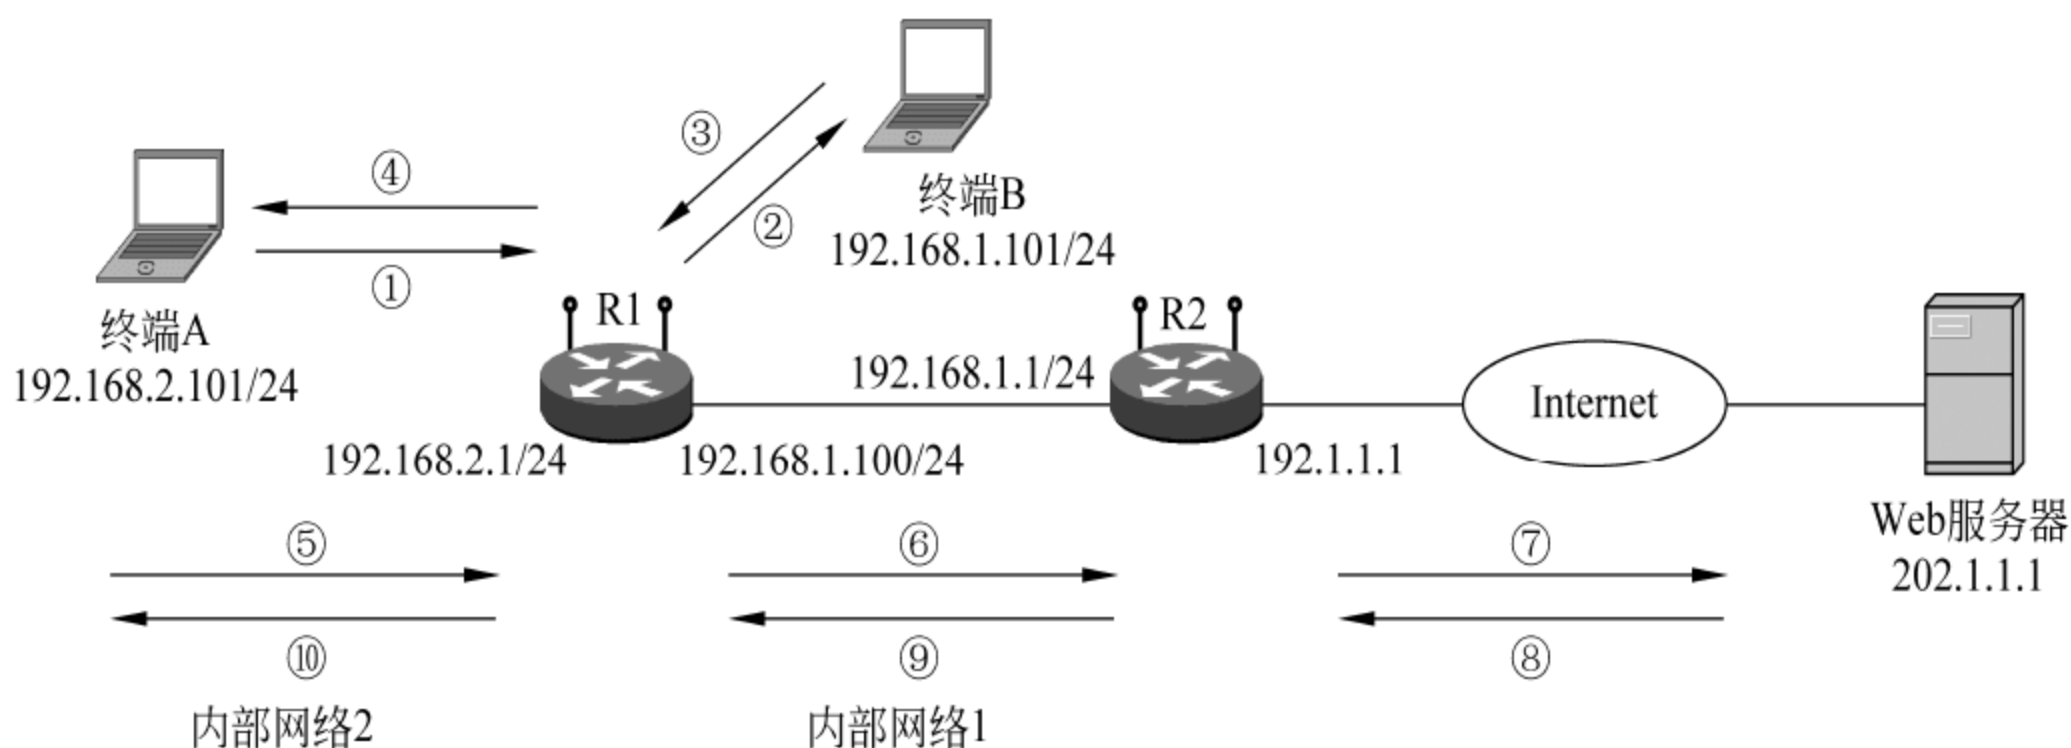 ③
④
②
终端B
192.168.1.101/24
①
终端A
192.168.2.101/24
R1
R2
192.168.1.1/24
Internet
192.168.2.1/24
192.168.1.100/24
192.1.1.1
Web服务器
202.1.1.1
⑤
⑥
⑦
⑩
⑨
⑧
内部网络2
内部网络1